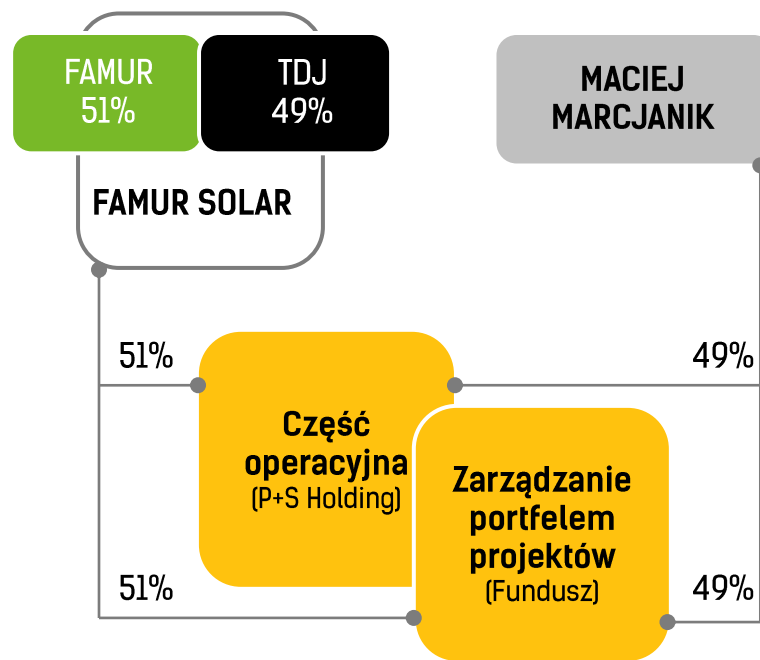 FAMUR
51%
TDJ
49%
MACIEJ
MARCJANIK
FAMUR SOLAR
51%
49%
Część
operacyjna
(P+S Holding)
Zarządzanie
portfelem
projektów
(Fundusz)
51%
49%